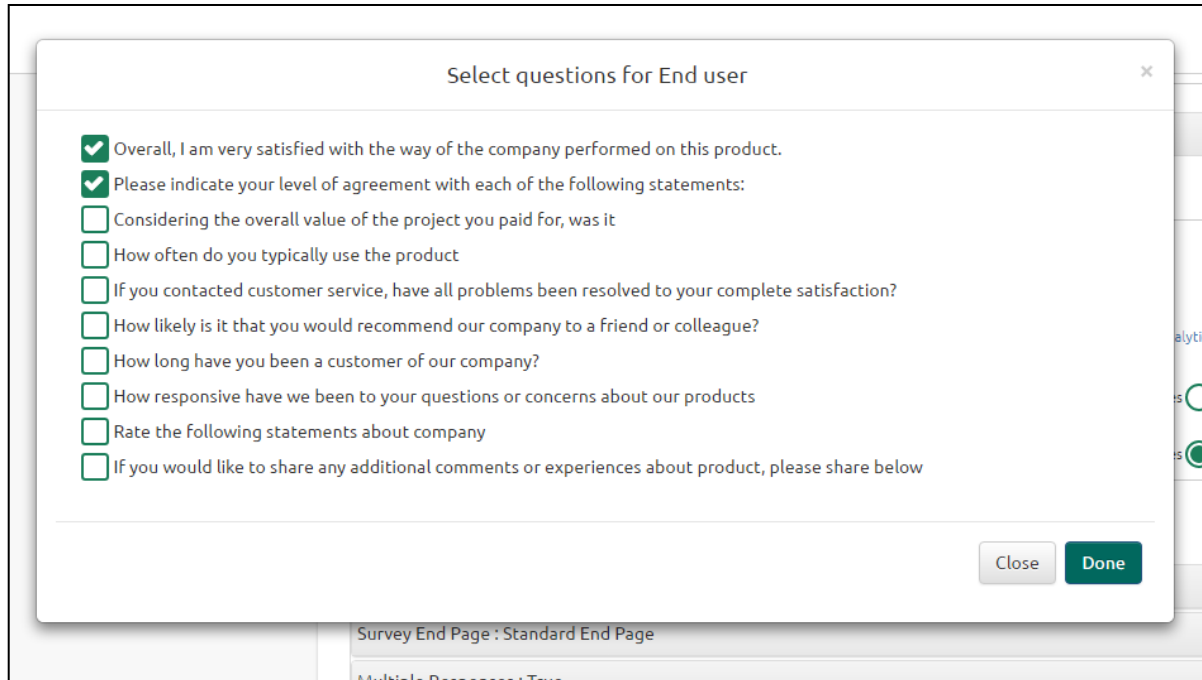 Select questions for End user
×
Overall, I am very satisfied with the way of the company performed on this product.
Please indicate your level of agreement with each of the following statements:
Considering the overall value of the project you paid for, was it
How often do you typically use the product
If you contacted customer service, have all problems been resolved to your complete satisfaction?
How likely is it that you would recommend our company to a friend or colleague?
How long have you been a customer of our company?
How responsive have we been to your questions or concerns about our products
Rate the following statements about company
If you would like to share any additional comments or experiences about product, please share below
Close Done
Survey End Page : Standard End Page
Multiple Responses : True